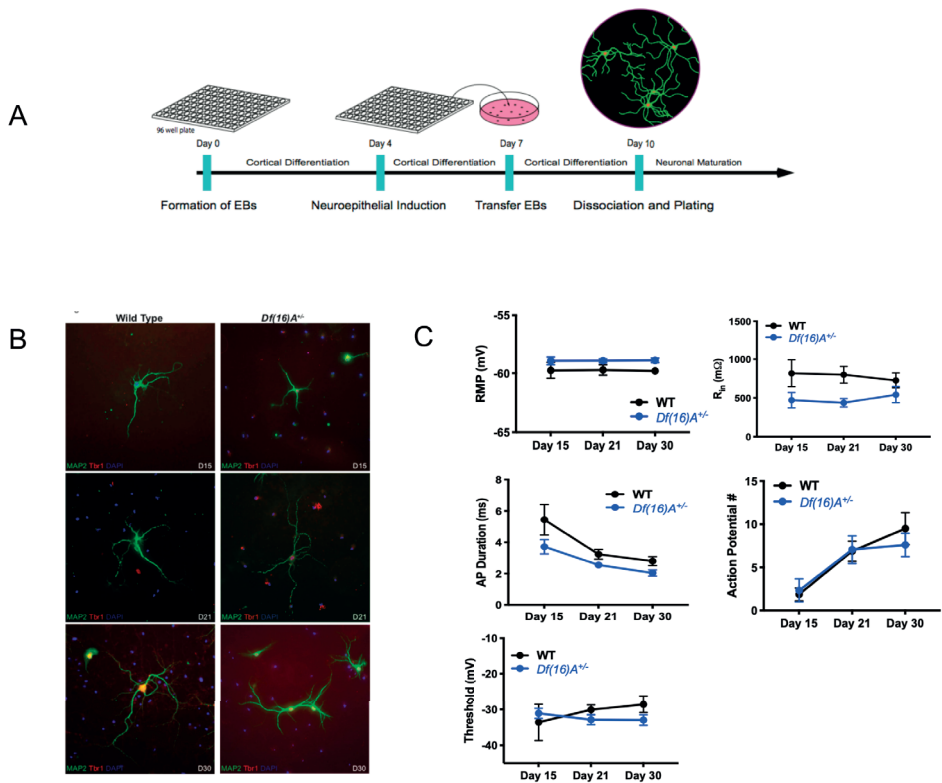 A
96 well plate
Day 0
Day 4
Day 7
Day 10
Cortical Differentiation
Cortical Differentiation
Cortical Differentiation
Neuronal Maturation
Formation of EBs
Neuroepithelial Induction
Transfer EBs
Dissociation and Plating
B
Wild Type
Df(16)A+/-
MAP2 Tbr1 DAPI
D15
MAP2 Tbr1 DAPI
D15
MAP2 Tbr1 DAPI
D21
MAP2 Tbr1 DAPI
D21
MAP2 Tbr1 DAPI
D30
MAP2 Tbr1 DAPI
D30
C
RMP (mV)
-55
-60
-65
WT
Df(16)A+/-
Day 15 Day 21 Day 30
Rin (mΩ)
1500
1000
500
0
WT
Df(16)A+/-
Day 15 Day 21 Day 30
AP Duration (ms)
8
6
4
2
0
WT
Df(16)A+/-
Day 15 Day 21 Day 30
Action Potential #
15
10
5
0
WT
Df(16)A+/-
Day 15 Day 21 Day 30
Threshold (mV)
-10
-20
-30
-40
WT
Df(16)A+/-
Day 15 Day 21 Day 30